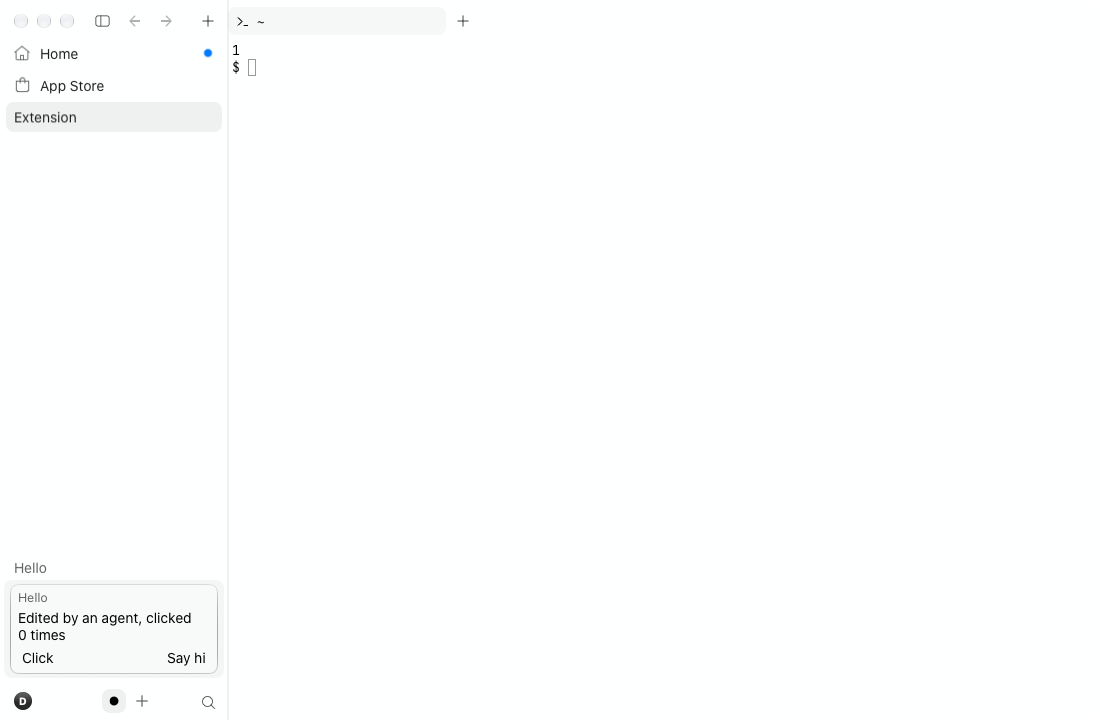 ~
1
$
Home
App Store
Extension
Hello
Hello
Edited by an agent, clicked
0 times
Click Say hi
D